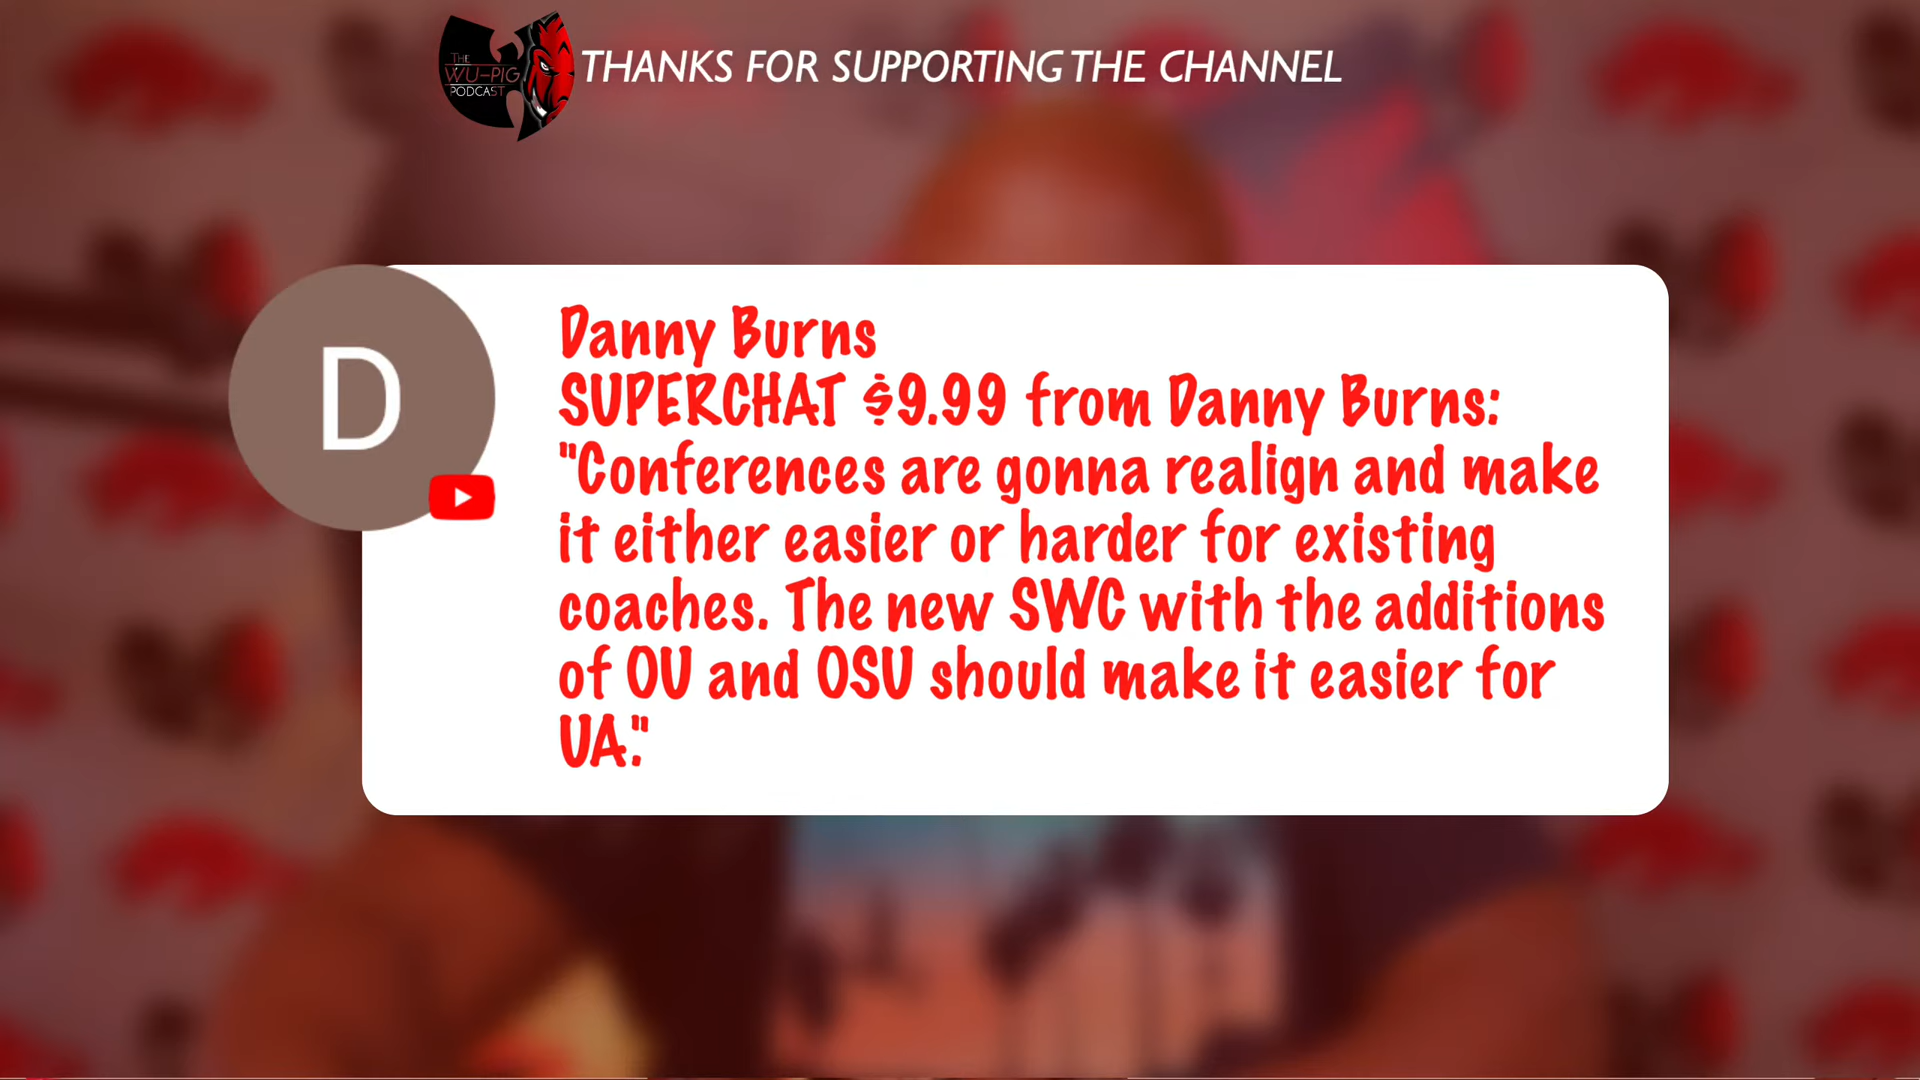 THE
WU-PIG
PODCAST
THANKS FOR SUPPORTING THE CHANNEL
D
Danny Burns
SUPERCHAT $9.99 from Danny Burns:
"Conferences are gonna realign and make
it either easier or harder for existing
coaches. The new SWC with the additions
of OU and OSU should make it easier for
UA."